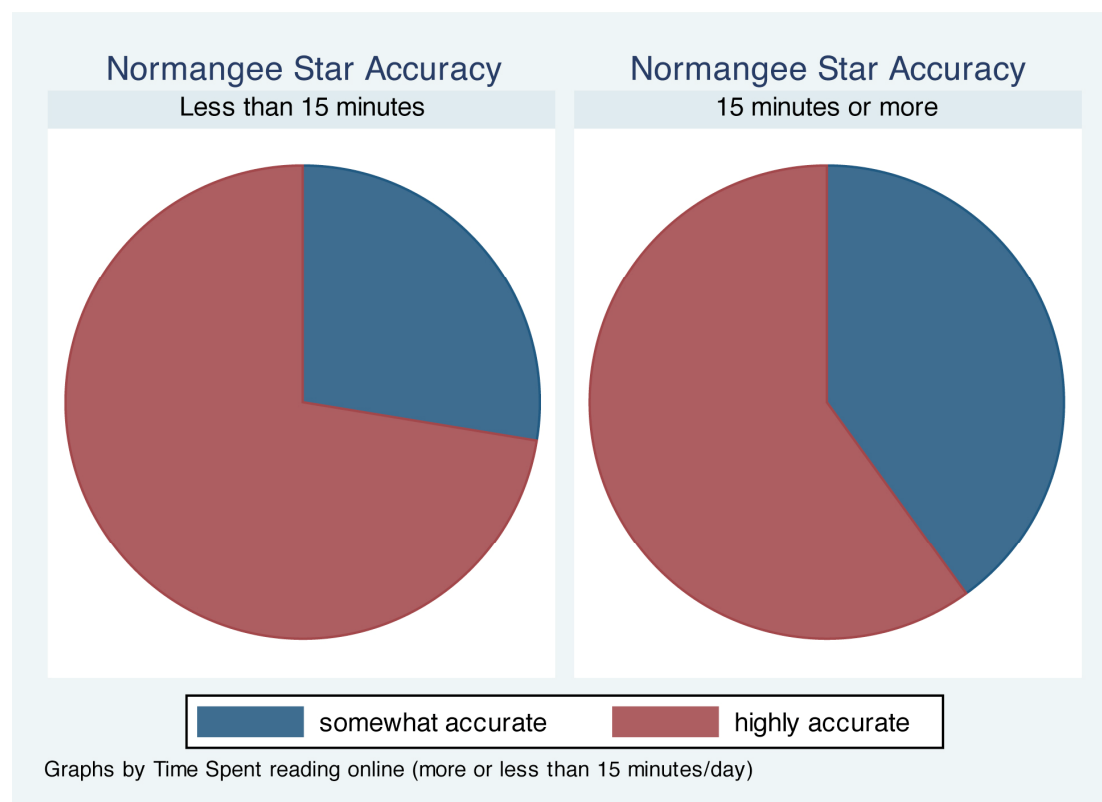 Normangee Star Accuracy
Less than 15 minutes
Normangee Star Accuracy
15 minutes or more
somewhat accurate
highly accurate
Graphs by Time Spent reading online (more or less than 15 minutes/day)